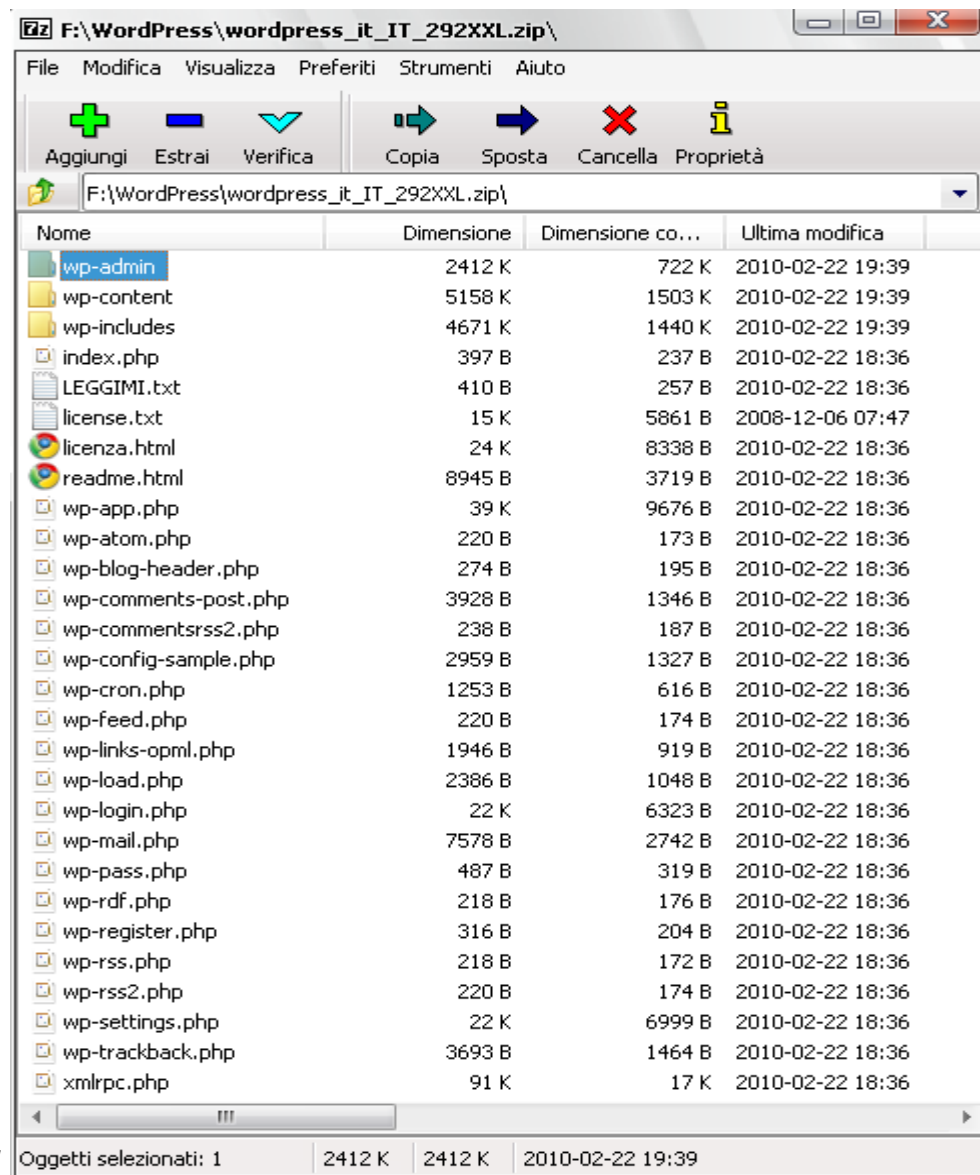 7z F:\WordPress\wordpress_it_IT_292XXL.zip\
File Modifica Visualizza Preferiti Strumenti Aiuto
Aggiungi Estrai Verifica Copia Sposta Cancella Proprietà
F:\WordPress\wordpress_it_IT_292XXL.zip\
Nome Dimensione Dimensione co... Ultima modifica
wp-admin 2412 K 722 K 2010-02-22 19:39
wp-content 5158 K 1503 K 2010-02-22 19:39
wp-includes 4671 K 1440 K 2010-02-22 19:39
index.php 397 B 237 B 2010-02-22 18:36
LEGGIMI.txt 410 B 257 B 2010-02-22 18:36
license.txt 15 K 5861 B 2008-12-06 07:47
licenza.html 24 K 8338 B 2010-02-22 18:36
readme.html 8945 B 3719 B 2010-02-22 18:36
wp-app.php 39 K 9676 B 2010-02-22 18:36
wp-atom.php 220 B 173 B 2010-02-22 18:36
wp-blog-header.php 274 B 195 B 2010-02-22 18:36
wp-comments-post.php 3928 B 1346 B 2010-02-22 18:36
wp-commentsrss2.php 238 B 187 B 2010-02-22 18:36
wp-config-sample.php 2959 B 1327 B 2010-02-22 18:36
wp-cron.php 1253 B 616 B 2010-02-22 18:36
wp-feed.php 220 B 174 B 2010-02-22 18:36
wp-links-opml.php 1946 B 919 B 2010-02-22 18:36
wp-load.php 2386 B 1048 B 2010-02-22 18:36
wp-login.php 22 K 6323 B 2010-02-22 18:36
wp-mail.php 7578 B 2742 B 2010-02-22 18:36
wp-pass.php 487 B 319 B 2010-02-22 18:36
wp-rdf.php 218 B 176 B 2010-02-22 18:36
wp-register.php 316 B 204 B 2010-02-22 18:36
wp-rss.php 218 B 172 B 2010-02-22 18:36
wp-rss2.php 220 B 174 B 2010-02-22 18:36
wp-settings.php 22 K 6999 B 2010-02-22 18:36
wp-trackback.php 3693 B 1464 B 2010-02-22 18:36
xmlrpc.php 91 K 17 K 2010-02-22 18:36
Oggetti selezionati: 1 2412 K 2412 K 2010-02-22 19:39